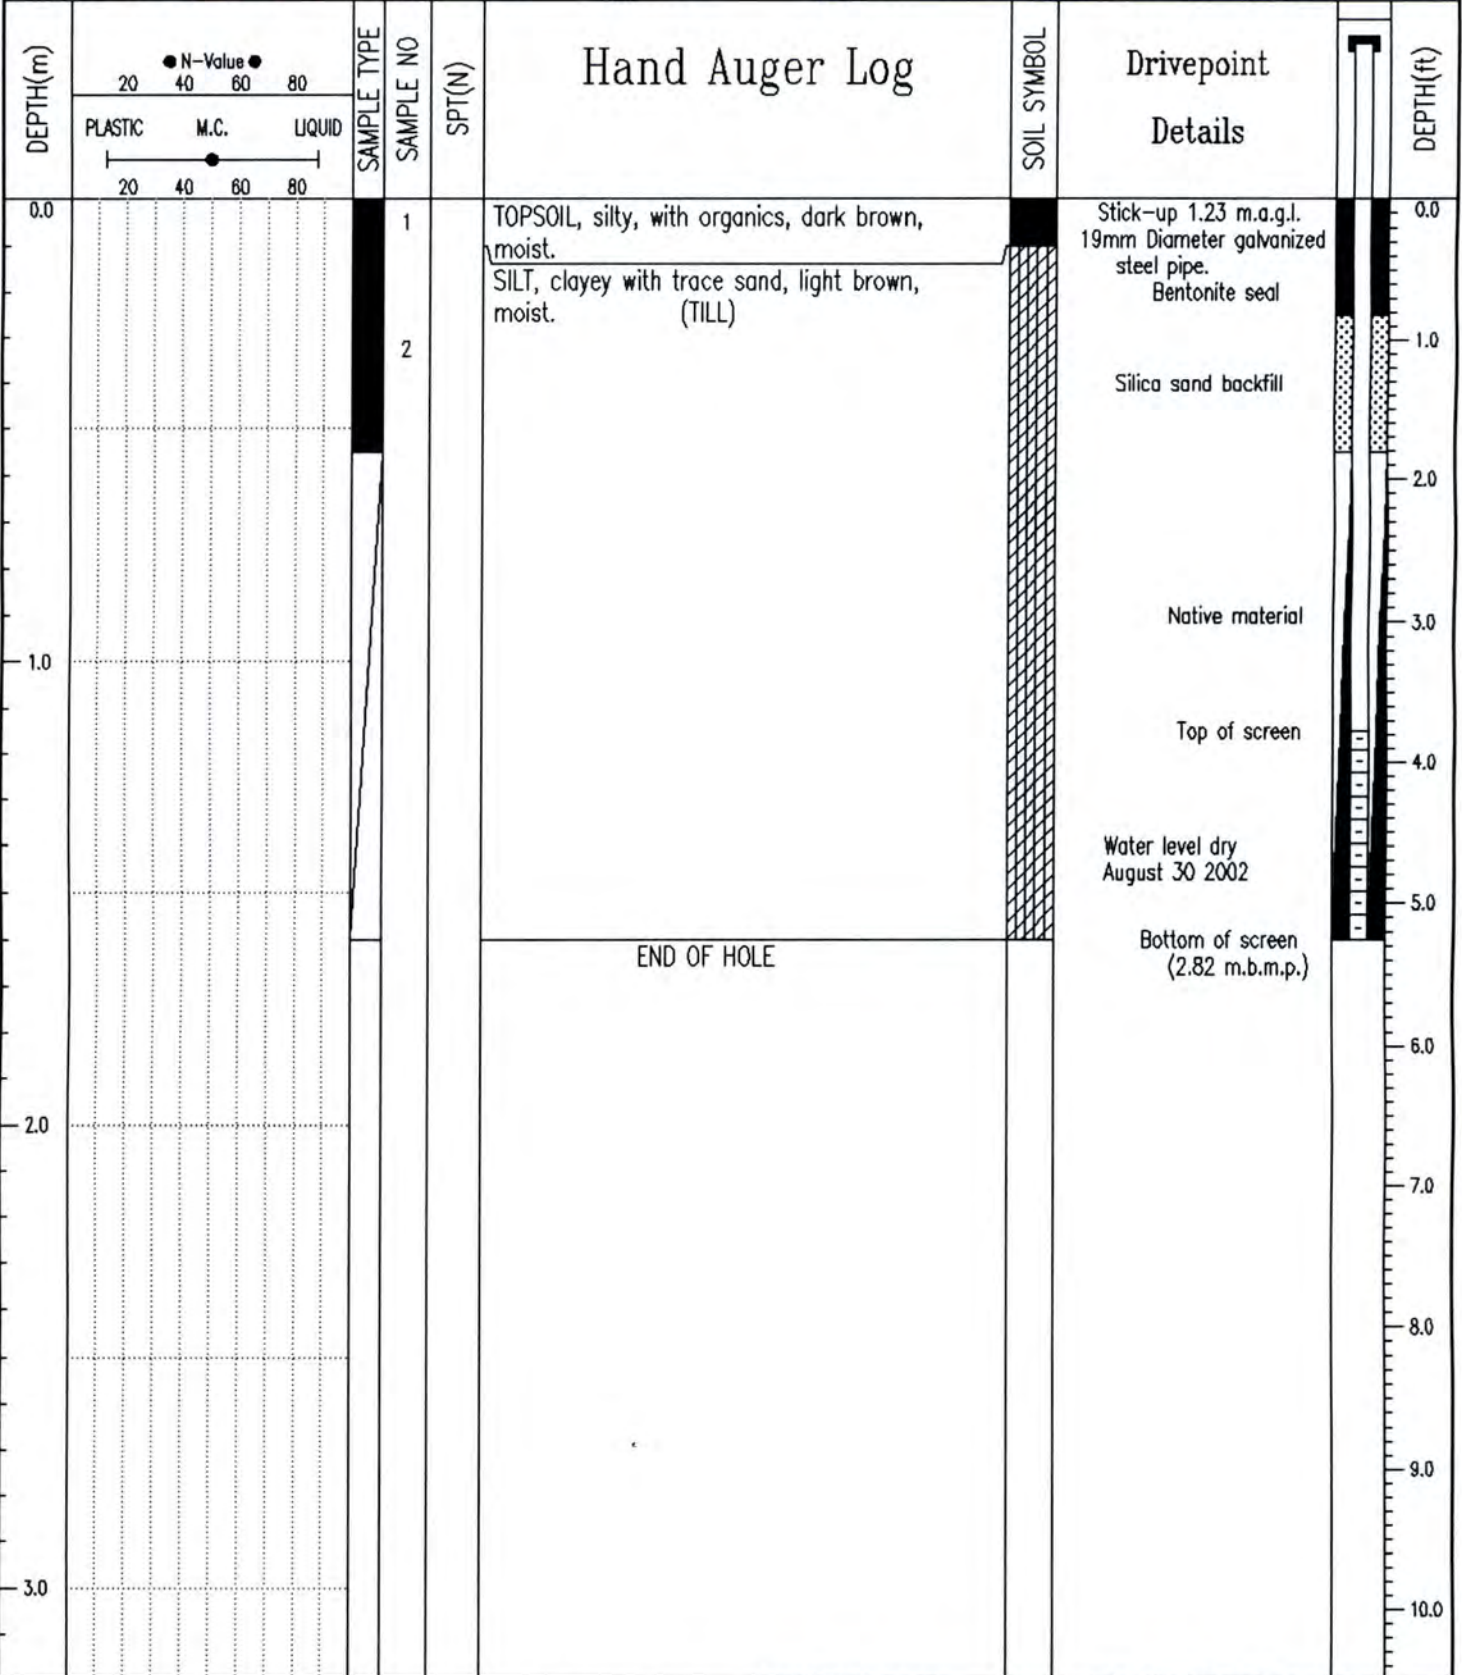 DEPTH(m)
● N-Value ●
20 40 60 80
PLASTIC M.C. LIQUID
20 40 60 80
SAMPLE TYPE
SAMPLE NO
SPT(N)
Hand Auger Log
SOIL SYMBOL
Drivepoint
Details
DEPTH(ft)
0.0
1.0
2.0
3.0
1
2
TOPSOIL, silty, with organics, dark brown,
moist.
SILT, clayey with trace sand, light brown,
moist. (TILL)
END OF HOLE
Stick-up 1.23 m.a.g.l.
19mm Diameter galvanized
steel pipe.
Bentonite seal
Silica sand backfill
Native material
Top of screen
Water level dry
August 30 2002
Bottom of screen
(2.82 m.b.m.p.)
0.0
1.0
2.0
3.0
4.0
5.0
6.0
7.0
8.0
9.0
10.0